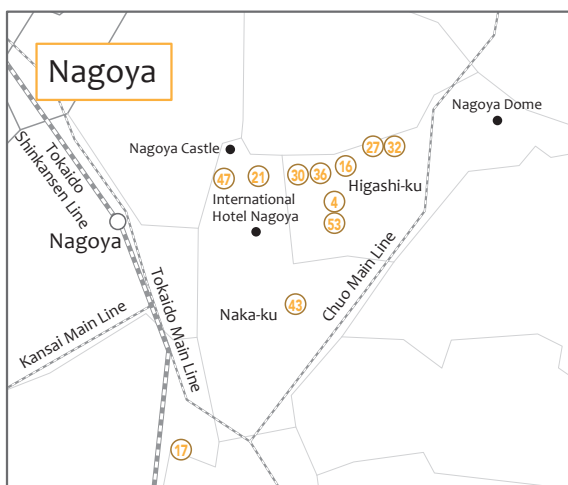 Nagoya
Nagoya Dome
Nagoya Castle
27
32
16
47
21
30
36
Higashi-ku
4
International
Hotel Nagoya
53
Tokaido
Shinkansen Line
Nagoya
Chuo Main Line
Tokaido Main Line
Kansai Main Line
Naka-ku
43
17